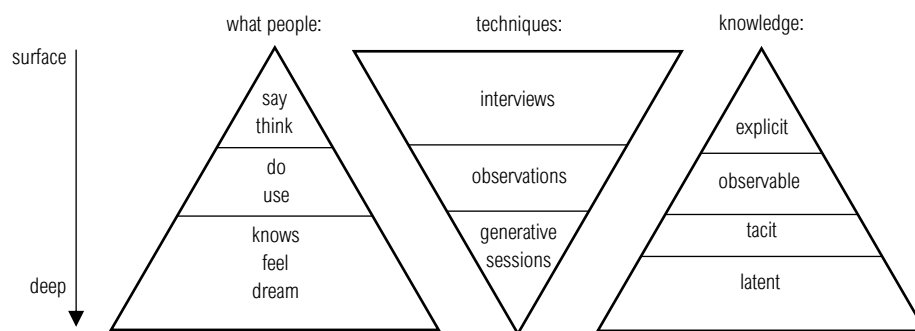 what people:
techniques:
knowledge:
surface
deep
say
think
do
use
knows
feel
dream
interviews
observations
generative
sessions
explicit
observable
tacit
latent